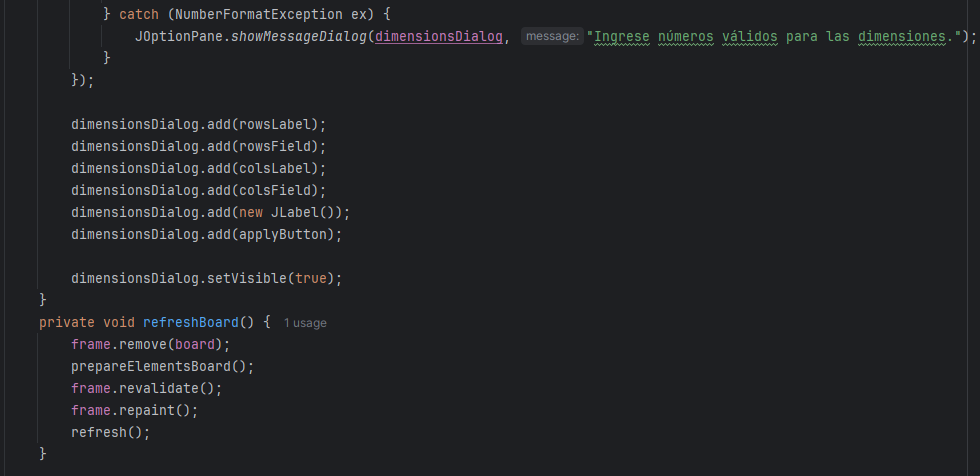 } catch (NumberFormatException ex) {
JOptionPane.showMessageDialog(dimensionsDialog, message: "Ingrese números válidos para las dimensiones.");
}
});
dimensionsDialog.add(rowsLabel);
dimensionsDialog.add(rowsField);
dimensionsDialog.add(colsLabel);
dimensionsDialog.add(colsField);
dimensionsDialog.add(new JLabel());
dimensionsDialog.add(applyButton);
dimensionsDialog.setVisible(true);
}
private void refreshBoard() { 1 usage
frame.remove(board);
prepareElementsBoard();
frame.revalidate();
frame.repaint();
refresh();
}